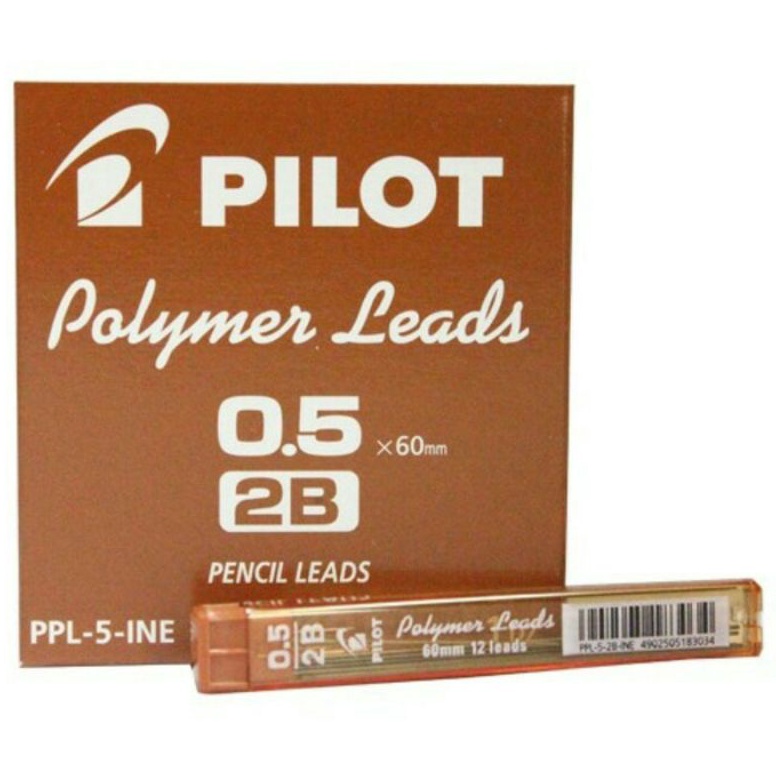 PILOT
Polymer Leads
0.5 ×60mm
2B
PENCIL LEADS
PPL-5-INE
0.5
2B
PILOT
Polymer Leads
60mm 12 leads
PPL-5-2B-INE 4902505183034